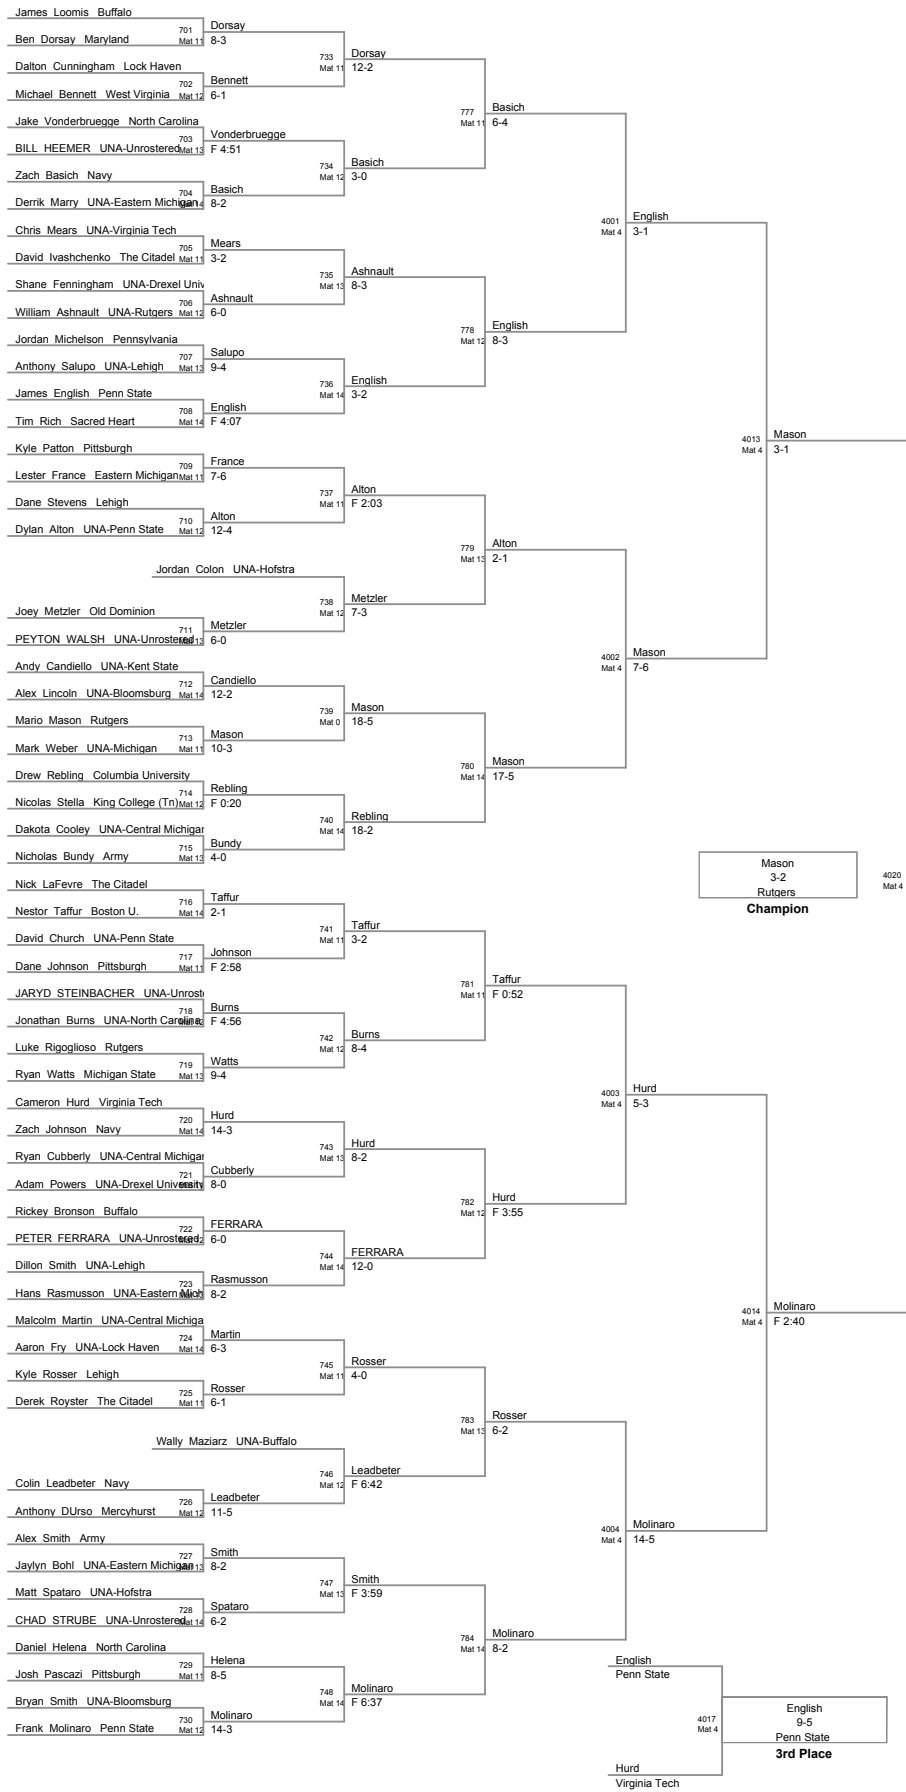 James Loomis Buffalo
701 Dorsay
Mat 11 8-3
Ben Dorsay Maryland
733 Dorsay
Mat 11 12-2
Dalton Cunningham Lock Haven
702 Bennett
Mat 12 6-1
Michael Bennett West Virginia
777 Basich
Mat 11 6-4
Jake Vonderbruegge North Carolina
703 Vonderbruegge
Mat 13 F 4:51
BILL HEEMER UNA-Unrostered
734 Basich
Mat 12 3-0
Zach Basich Navy
704 Basich
Mat 14 8-2
Derrik Marry UNA-Eastern Michigan
4001 English
Mat 4 3-1
Chris Mears UNA-Virginia Tech
705 Mears
Mat 11 3-2
David Ivashchenko The Citadel
735 Ashnault
Mat 13 8-3
Shane Fenningham UNA-Drexel Univ
706 Ashnault
Mat 12 6-0
William Ashnault UNA-Rutgers
778 English
Mat 12 8-3
Jordan Michelson Pennsylvania
707 Salupo
Mat 13 9-4
Anthony Salupo UNA-Lehigh
736 English
Mat 14 3-2
James English Penn State
708 English
Mat 14 F 4:07
Tim Rich Sacred Heart
4013 Mason
Mat 4 3-1
Kyle Patton Pittsburgh
709 France
Mat 11 7-6
Lester France Eastern Michigan
737 Alton
Mat 11 F 2:03
Dane Stevens Lehigh
710 Alton
Mat 12 12-4
Dylan Alton UNA-Penn State
779 Alton
Mat 13 2-1
Jordan Colon UNA-Hofstra
738 Metzler
Mat 12 7-3
Joey Metzler Old Dominion
711 Metzler
Mat 13 6-0
PEYTON WALSH UNA-Unrostered
4002 Mason
Mat 4 7-6
Andy Candiello UNA-Kent State
712 Candiello
Mat 14 12-2
Alex Lincoln UNA-Bloomsburg
739 Mason
Mat 0 18-5
Mario Mason Rutgers
713 Mason
Mat 11 10-3
Mark Weber UNA-Michigan
780 Mason
Mat 14 17-5
Drew Rebling Columbia University
714 Rebling
Mat 12 F 0:20
Nicolas Stella King College (Tn)
740 Rebling
Mat 14 18-2
Dakota Cooley UNA-Central Michigan
715 Bundy
Mat 13 4-0
Nicholas Bundy Army
Mason
3-2
Rutgers
Champion
4020
Mat 4
Nick LaFevre The Citadel
716 Taffur
Mat 14 2-1
Nestor Taffur Boston U.
741 Taffur
Mat 11 3-2
David Church UNA-Penn State
717 Johnson
Mat 11 F 2:58
Dane Johnson Pittsburgh
781 Taffur
Mat 11 F 0:52
JARYD STEINBACHER UNA-Unroste
718 Burns
Mat 12 F 4:56
Jonathan Burns UNA-North Carolina
742 Burns
Mat 12 8-4
Luke Rigoglioso Rutgers
719 Watts
Mat 13 9-4
Ryan Watts Michigan State
4003 Hurd
Mat 4 5-3
Cameron Hurd Virginia Tech
720 Hurd
Mat 14 14-3
Zach Johnson Navy
743 Hurd
Mat 13 8-2
Ryan Cubberly UNA-Central Michigan
721 Cubberly
Mat 11 8-0
Adam Powers UNA-Drexel University
782 Hurd
Mat 12 F 3:55
Rickey Bronson Buffalo
722 FERRARA
Mat 12 6-0
PETER FERRARA UNA-Unrostered
744 FERRARA
Mat 14 12-0
Dillon Smith UNA-Lehigh
723 Rasmusson
Mat 13 8-2
Hans Rasmusson UNA-Eastern Mich
4014 Molinaro
Mat 4 F 2:40
Malcolm Martin UNA-Central Michiga
724 Martin
Mat 14 6-3
Aaron Fry UNA-Lock Haven
745 Rosser
Mat 11 4-0
Kyle Rosser Lehigh
725 Rosser
Mat 11 6-1
Derek Royster The Citadel
783 Rosser
Mat 13 6-2
Wally Maziarz UNA-Buffalo
746 Leadbeter
Mat 12 F 6:42
Colin Leadbeter Navy
726 Leadbeter
Mat 12 11-5
Anthony DUrso Mercyhurst
4004 Molinaro
Mat 4 14-5
Alex Smith Army
727 Smith
Mat 13 8-2
Jaylyn Bohl UNA-Eastern Michigan
747 Smith
Mat 13 F 3:59
Matt Spataro UNA-Hofstra
728 Spataro
Mat 14 6-2
CHAD STRUBE UNA-Unrostered
784 Molinaro
Mat 14 8-2
Daniel Helena North Carolina
729 Helena
Mat 11 8-5
Josh Pascazi Pittsburgh
748 Molinaro
Mat 14 F 6:37
Bryan Smith UNA-Bloomsburg
730 Molinaro
Mat 12 14-3
Frank Molinaro Penn State
English
Penn State
4017
Mat 4
English
9-5
Penn State
3rd Place
Hurd
Virginia Tech